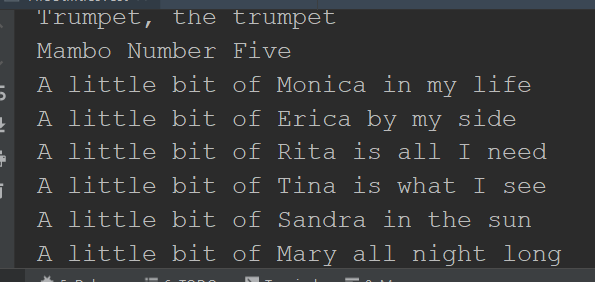 Trumpet, the trumpet
Mambo Number Five
A little bit of Monica in my life
A little bit of Erica by my side
A little bit of Rita is all I need
A little bit of Tina is what I see
A little bit of Sandra in the sun
A little bit of Mary all night long